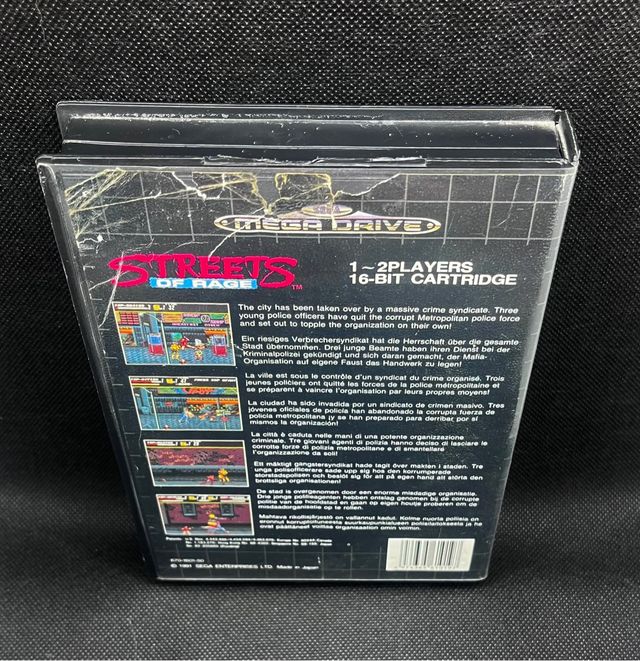 MEGA DRIVE
STREETS
OF RAGE ™
1~2PLAYERS
16-BIT CARTRIDGE
The city has been taken over by a massive crime syndicate. Three
young police officers have quit the corrupt Metropolitan police force
and set out to topple the organization on their own!
Ein riesiges Verbrechersyndikat hat die Herrschaft über die gesamte
Stadt übernommen. Drei junge Beamte haben ihren Dienst bei der
Kriminalpolizei gekündigt und sich daran gemacht, der Mafia-
Organisation auf eigene Faust das Handwerk zu legen!
La ville est sous le contrôle d'un syndicat du crime organisé. Trois
jeunes policiers ont quitté les forces de la police métropolitaine et
se préparent à vaincre l'organisation par leurs propres moyens!
La ciudad ha sido invadida por un sindicato de crimen masivo. Tres
jóvenes oficiales de policía han abandonado la corrupta fuerza de
policía metropolitana ¡y se han preparado para derribar por sí
mismos la organización!
La città è caduta nelle mani di una potente organizzazione
criminale. Tre giovani agenti di polizia hanno deciso di lasciare le
corrotte forze di polizia metropolitane e di smantellare
l'organizzazione da soli!
Ett mäktigt gangstersyndikat hade tagit över makten i staden. Tre
unga polisofficerare sade upp sig hos den korrumperade
storstadspolisen och beslöt sig för att på egen hand att störta den
brottsliga organisationen!
De stad is overgenomen door een enorme misdadige organisatie.
Drie jonge politieagenten hebben ontslag genomen bij de corrupte
politie van de hoofdstad en gaan op eigen houtje proberen om de
misdaadorganisatie op te rollen.
Mahtava rikollisjärjestö on vallannut kadut. Kolme nuorta poliisia on
eronnut korruptoituneesta suurkaupunkialueen poliisilaitoksesta ja he
ovat päättäneet voittaa organisaation omin voimin.
Patents:
670-1601-50
© 1991 SEGA ENTERPRISES LTD. Made in Japan